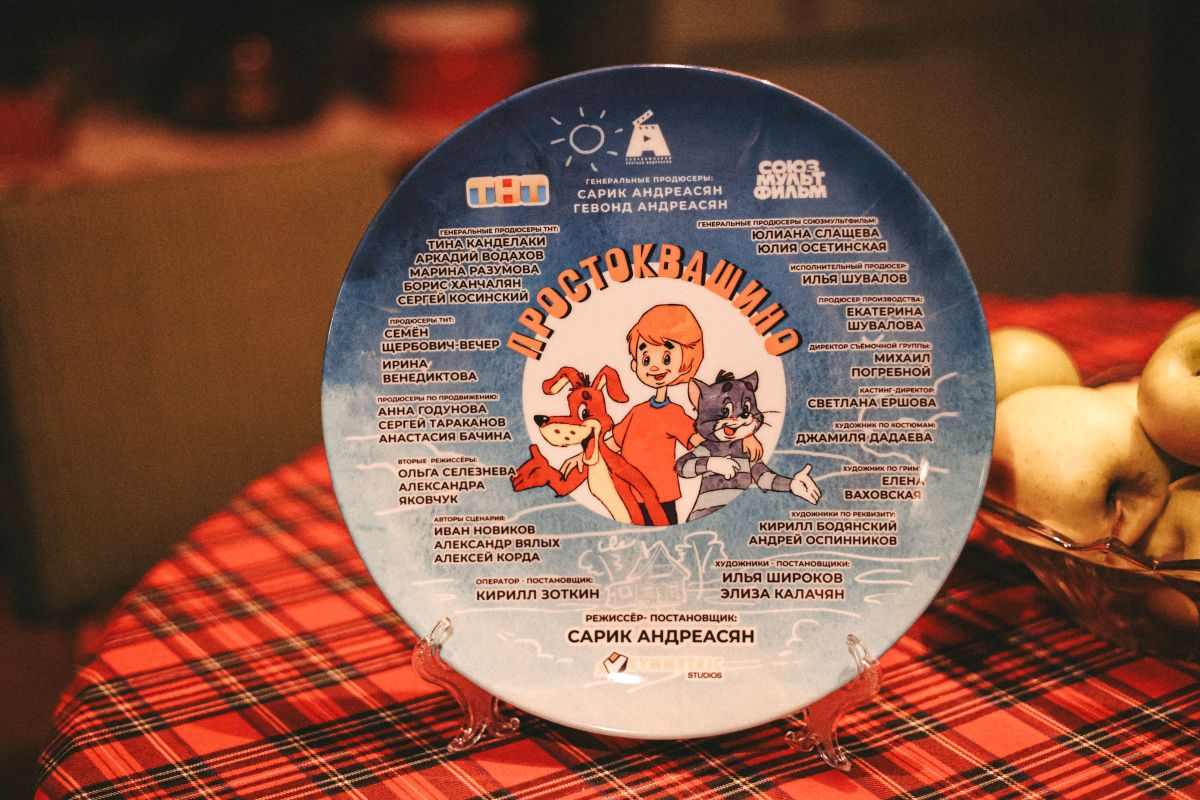 КИНОКОМПАНИЯ
БРАТЬЕВ АНДРЕАСЯН
ТНТ
СОЮЗ
МУЛЬТ
ФИЛЬМ
ГЕНЕРАЛЬНЫЕ ПРОДЮСЕРЫ:
САРИК АНДРЕАСЯН
ГЕВОНД АНДРЕАСЯН
ГЕНЕРАЛЬНЫЕ ПРОДЮСЕРЫ ТНТ:
ТИНА КАНДЕЛАКИ
АРКАДИЙ ВОДАХОВ
МАРИНА РАЗУМОВА
БОРИС ХАНЧАЛЯН
СЕРГЕЙ КОСИНСКИЙ
ПРОДЮСЕРЫ ТНТ:
СЕМЁН
ЩЕРБОВИЧ-ВЕЧЕР
ИРИНА
ВЕНЕДИКТОВА
ПРОДЮСЕРЫ ПО ПРОДВИЖЕНИЮ:
АННА ГОДУНОВА
СЕРГЕЙ ТАРАКАНОВ
АНАСТАСИЯ БАЧИНА
ВТОРЫЕ РЕЖИССЁРЫ:
ОЛЬГА СЕЛЕЗНЕВА
АЛЕКСАНДРА
ЯКОВЧУК
АВТОРЫ СЦЕНАРИЯ:
ИВАН НОВИКОВ
АЛЕКСАНДР ВЯЛЫХ
АЛЕКСЕЙ КОРДА
ОПЕРАТОР - ПОСТАНОВЩИК:
КИРИЛЛ ЗОТКИН
ПРОСТОКВАШИНО
ГЕНЕРАЛЬНЫЕ ПРОДЮСЕРЫ СОЮЗМУЛЬТФИЛЬМ:
ЮЛИАНА СЛАЩЕВА
ЮЛИЯ ОСЕТИНСКАЯ
ИСПОЛНИТЕЛЬНЫЙ ПРОДЮСЕР:
ИЛЬЯ ШУВАЛОВ
ПРОДЮСЕР ПРОИЗВОДСТВА:
ЕКАТЕРИНА
ШУВАЛОВА
ДИРЕКТОР СЪЁМОЧНОЙ ГРУППЫ:
МИХАИЛ
ПОГРЕБНОЙ
КАСТИНГ-ДИРЕКТОР:
СВЕТЛАНА ЕРШОВА
ХУДОЖНИК ПО КОСТЮМАМ:
ДЖАМИЛЯ ДАДАЕВА
ХУДОЖНИК ПО ГРИМУ:
ЕЛЕНА
ВАХОВСКАЯ
ХУДОЖНИКИ ПО РЕКВИЗИТУ:
КИРИЛЛ БОДЯНСКИЙ
АНДРЕЙ ОСПИННИКОВ
ХУДОЖНИКИ - ПОСТАНОВЩИКИ:
ИЛЬЯ ШИРОКОВ
ЭЛИЗА КАЛАЧЯН
РЕЖИССЁР- ПОСТАНОВЩИК:
САРИК АНДРЕАСЯН
STUDIOS